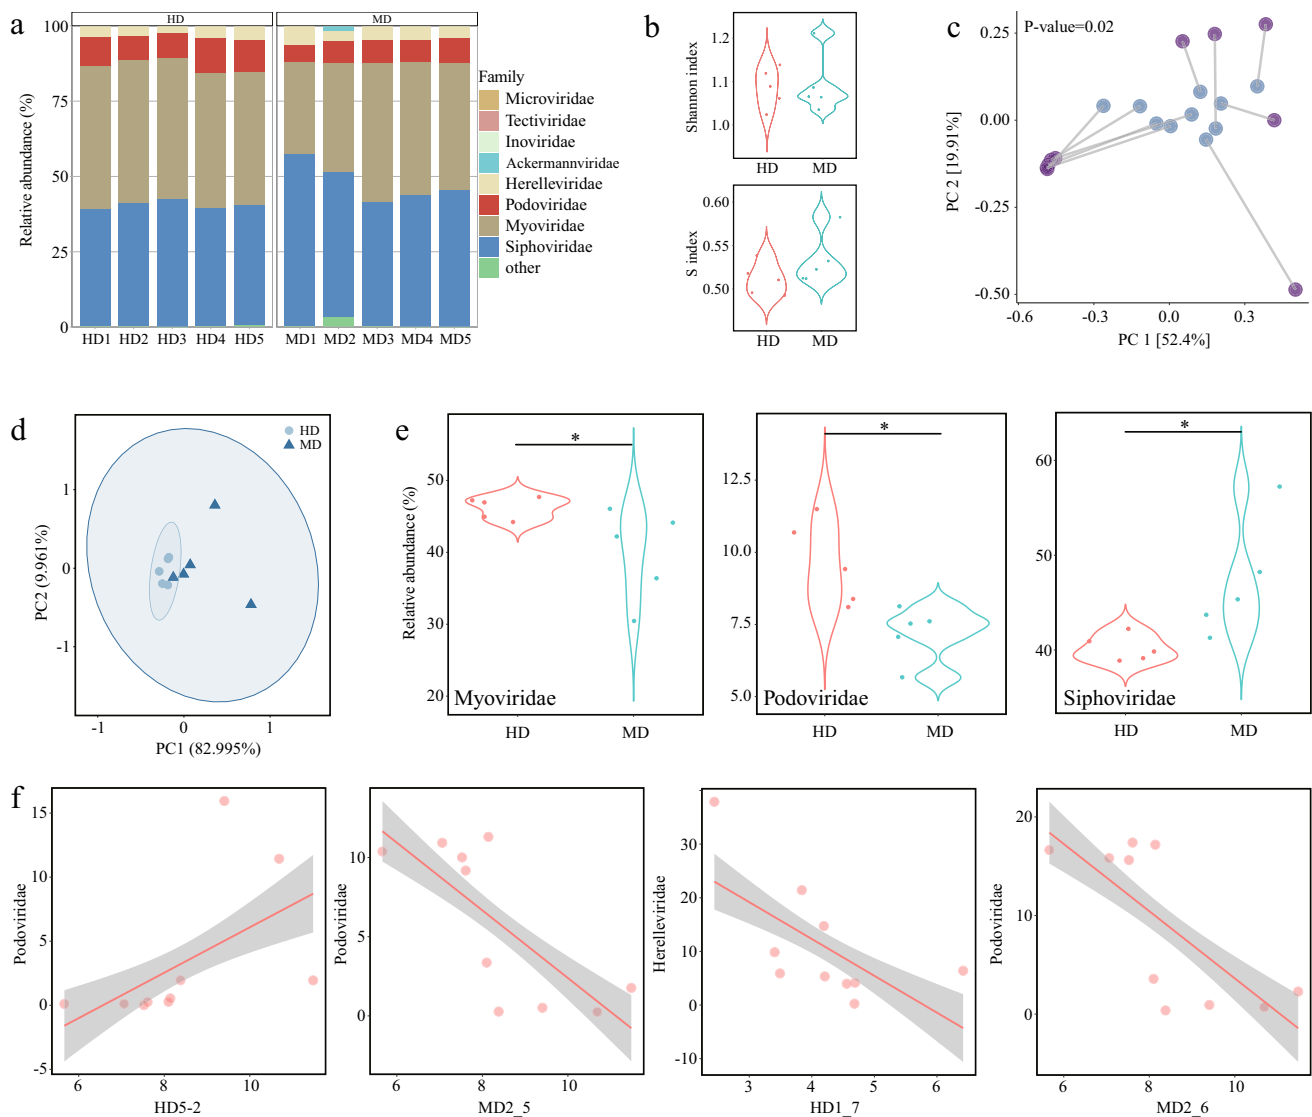 a
HD
MD
100
75
50
25
0
Relative abundance (%)
HD1 HD2 HD3 HD4 HD5 MD1 MD2 MD3 MD4 MD5
Family
Microviridae
Tectiviridae
Inoviridae
Ackermannviridae
Herelleviridae
Podoviridae
Myoviridae
Siphoviridae
other
b
1.2
1.1
1.0
Shannon index
HD MD
0.60
0.55
0.50
S index
HD MD
c
P-value=0.02
0.25
0.00
-0.25
-0.50
PC 2 [19.91%]
-0.6 -0.3 0.0 0.3
PC 1 [52.4%]
d
HD
MD
1
0
-1
PC2 (9.961%)
-1 0 1
PC1 (82.995%)
e
50
40
30
20
Relative abundance (%)
*
Myoviridae
HD MD
12.5
10.0
7.5
5.0
*
Podoviridae
HD MD
60
50
40
*
Siphoviridae
HD MD
f
15
10
5
0
-5
Podoviridae
6 8 10
HD5-2
10
0
Podoviridae
6 8 10
MD2_5
30
20
10
0
-10
Herelleviridae
3 4 5 6
HD1_7
20
10
0
Podoviridae
6 8 10
MD2_6